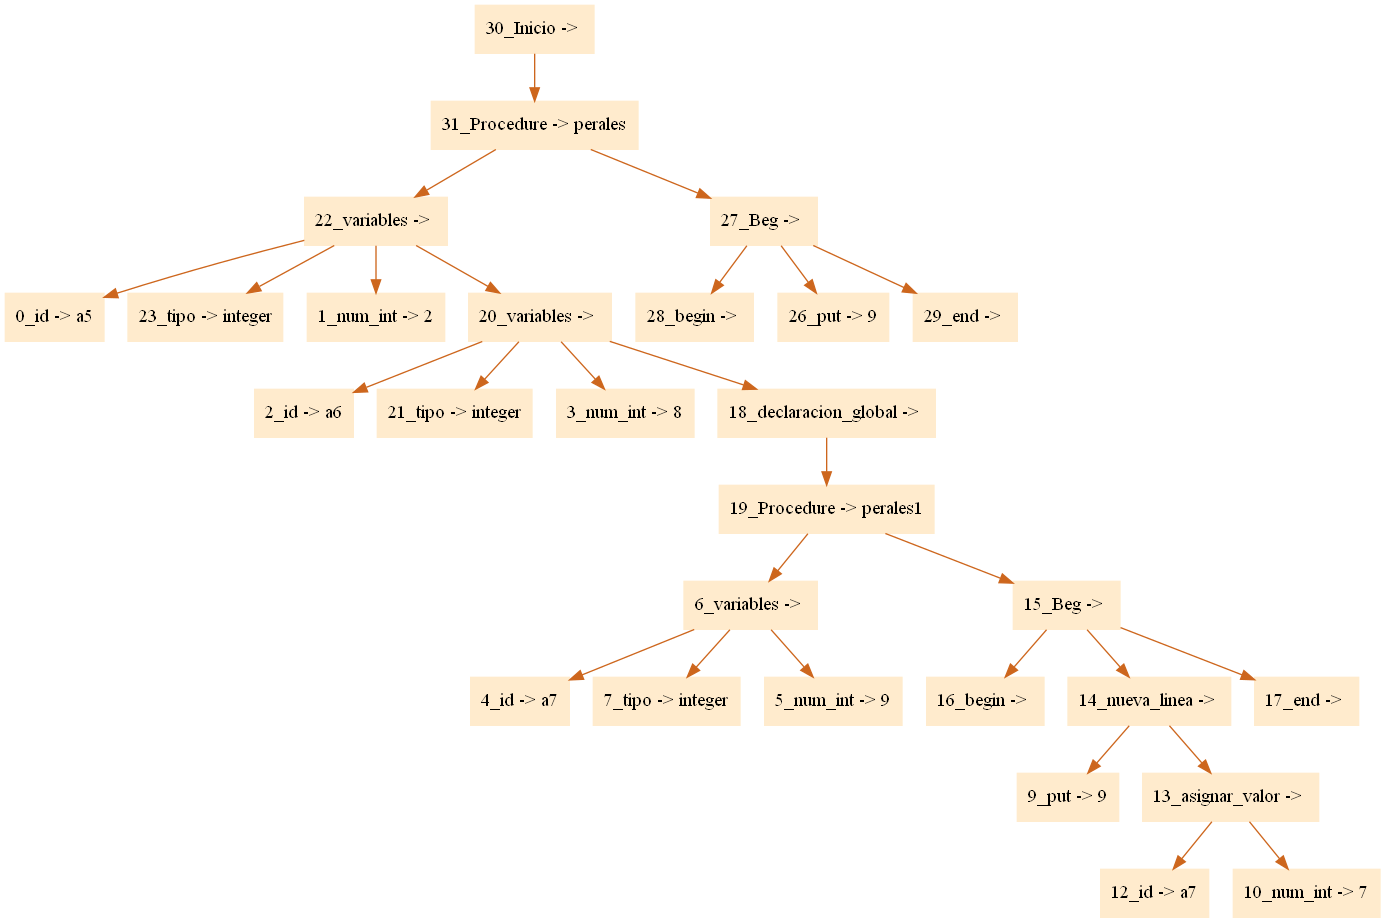 30_Inicio ->
31_Procedure -> perales
22_variables ->
27_Beg ->
0_id -> a5
23_tipo -> integer
1_num_int -> 2
20_variables ->
28_begin ->
26_put -> 9
29_end ->
2_id -> a6
21_tipo -> integer
3_num_int -> 8
18_declaracion_global ->
19_Procedure -> perales1
6_variables ->
15_Beg ->
4_id -> a7
7_tipo -> integer
5_num_int -> 9
16_begin ->
14_nueva_linea ->
17_end ->
9_put -> 9
13_asignar_valor ->
12_id -> a7
10_num_int -> 7